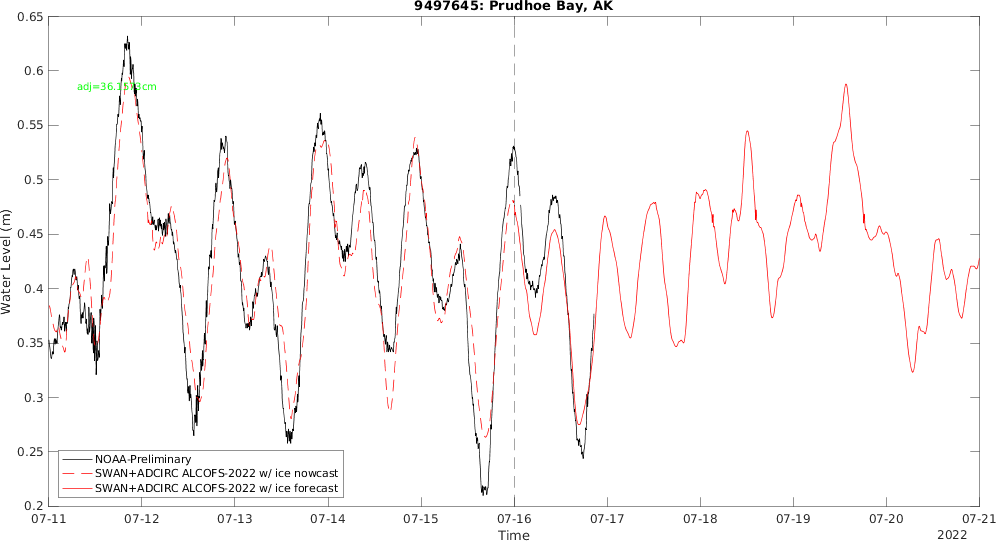 9497645: Prudhoe Bay, AK
0.65
0.6
0.55
0.5
0.45
0.4
0.35
0.3
0.25
0.2
Water Level (m)
NOAA-Preliminary
SWAN+ADCIRC ALCOFS-2022 w/ ice nowcast
SWAN+ADCIRC ALCOFS-2022 w/ ice forecast
07-11 07-12 07-13 07-14 07-15 07-16 07-17 07-18 07-19 07-20 07-21
Time
2022